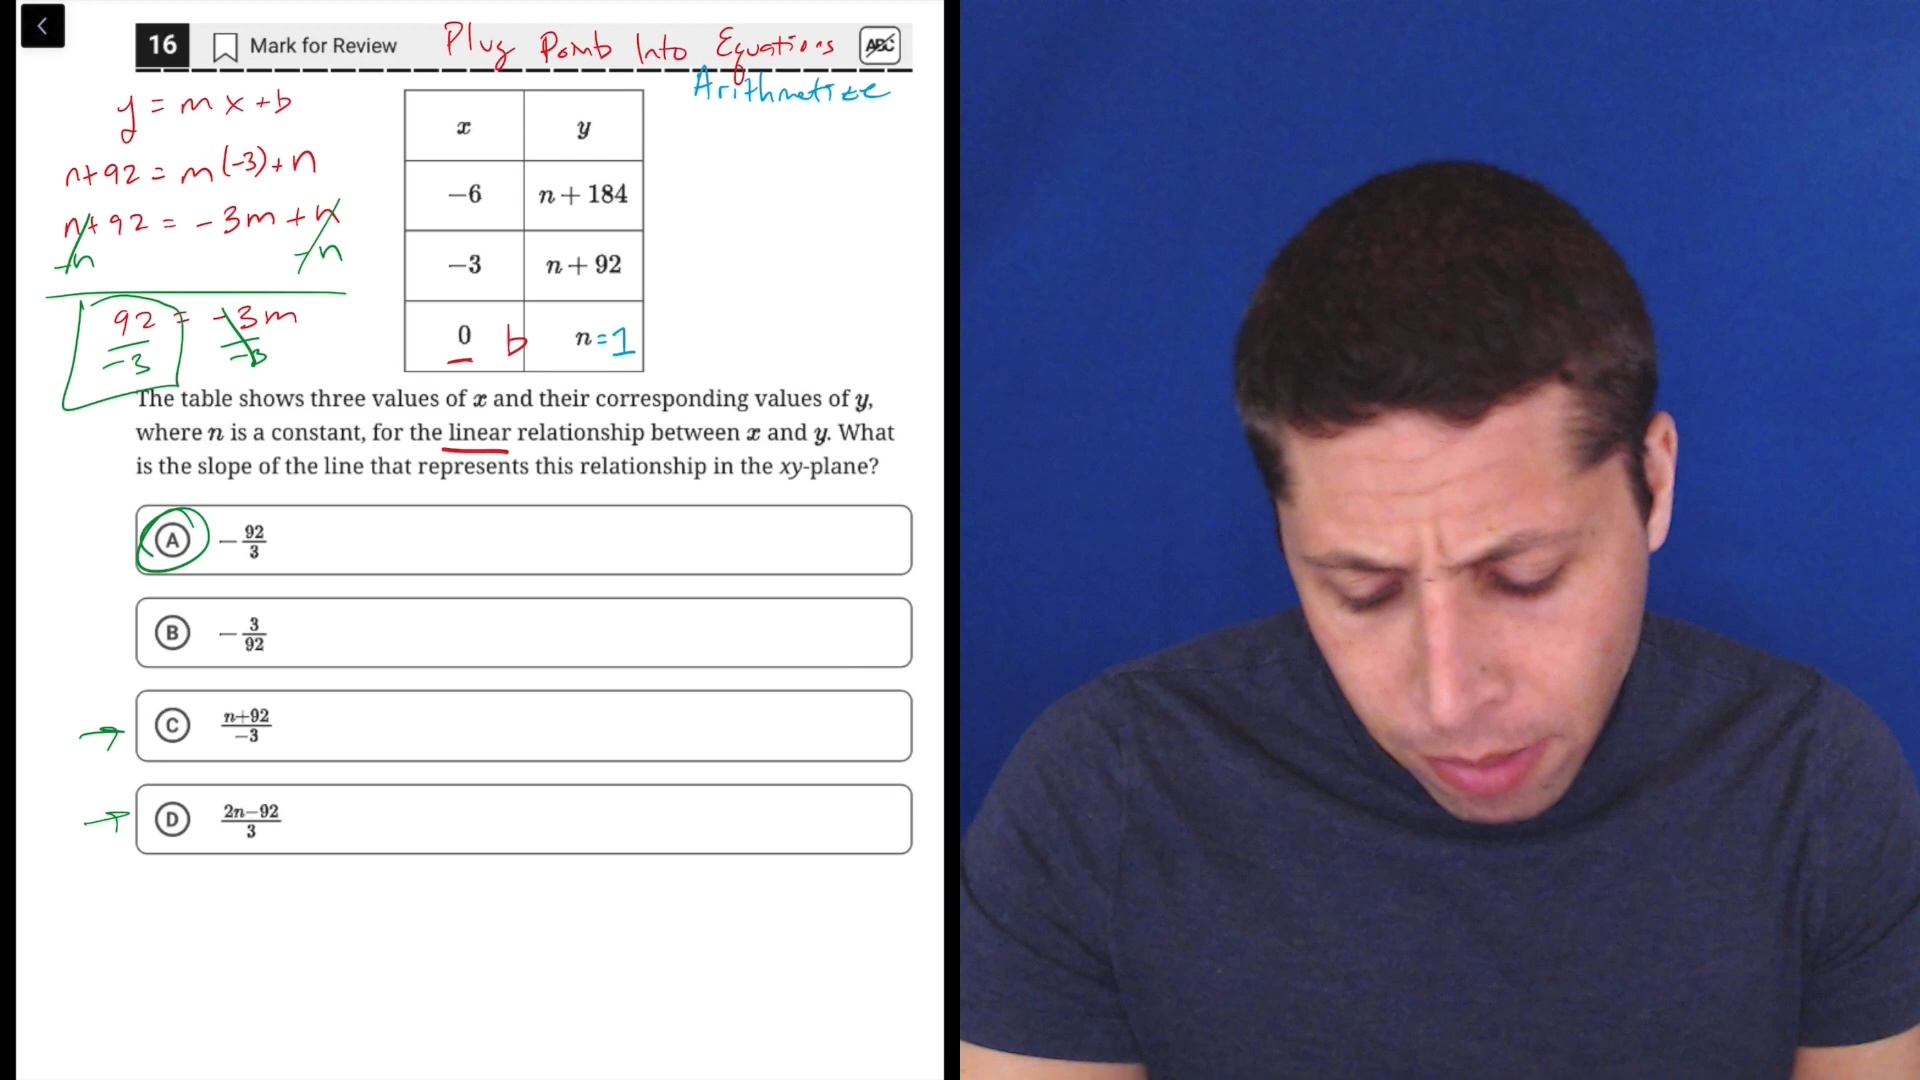 16 Mark for Review Plug Points Into Equations ABC
Arithmetize
y = mx + b
n+92 = m(-3)+n
n+92 = -3m + n
-n -n
92 = -3m
-3 -3
x y
−6 n + 184
−3 n + 92
0 b n =1
The table shows three values of x and their corresponding values of y,
where n is a constant, for the linear relationship between x and y. What
is the slope of the line that represents this relationship in the xy-plane?
A −92/3
B −3/92
C n+92/−3
D 2n−92/3